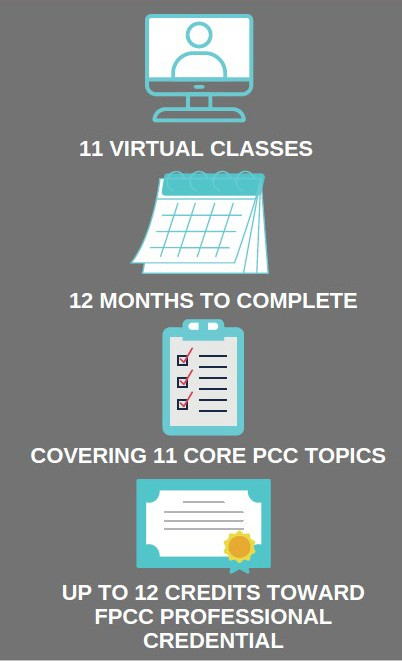 11 VIRTUAL CLASSES
12 MONTHS TO COMPLETE
COVERING 11 CORE PCC TOPICS
UP TO 12 CREDITS TOWARD
FPCC PROFESSIONAL
CREDENTIAL